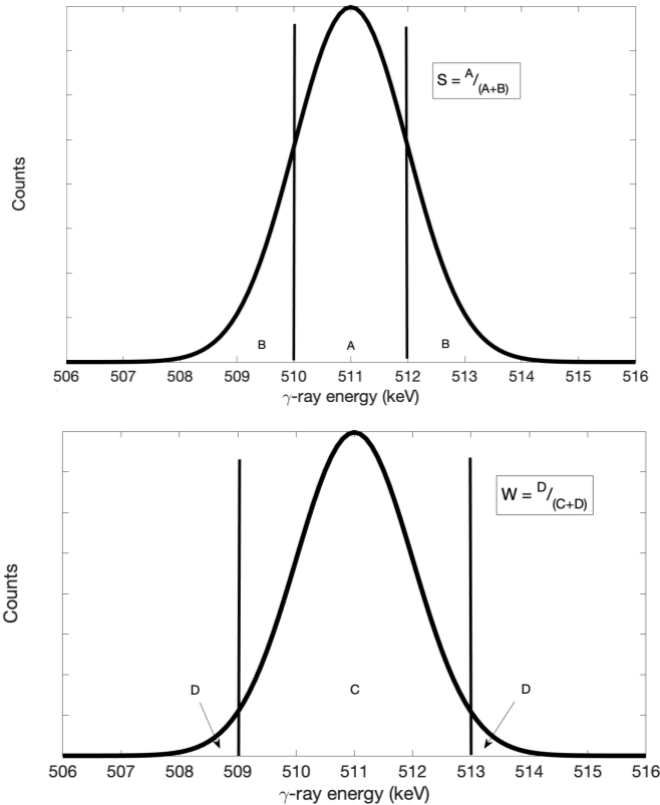 Counts
S = A/(A+B)
B A B
506 507 508 509 510 511 512 513 514 515 516
γ-ray energy (keV)
Counts
W = D/(C+D)
D C D
506 507 508 509 510 511 512 513 514 515 516
γ-ray energy (keV)